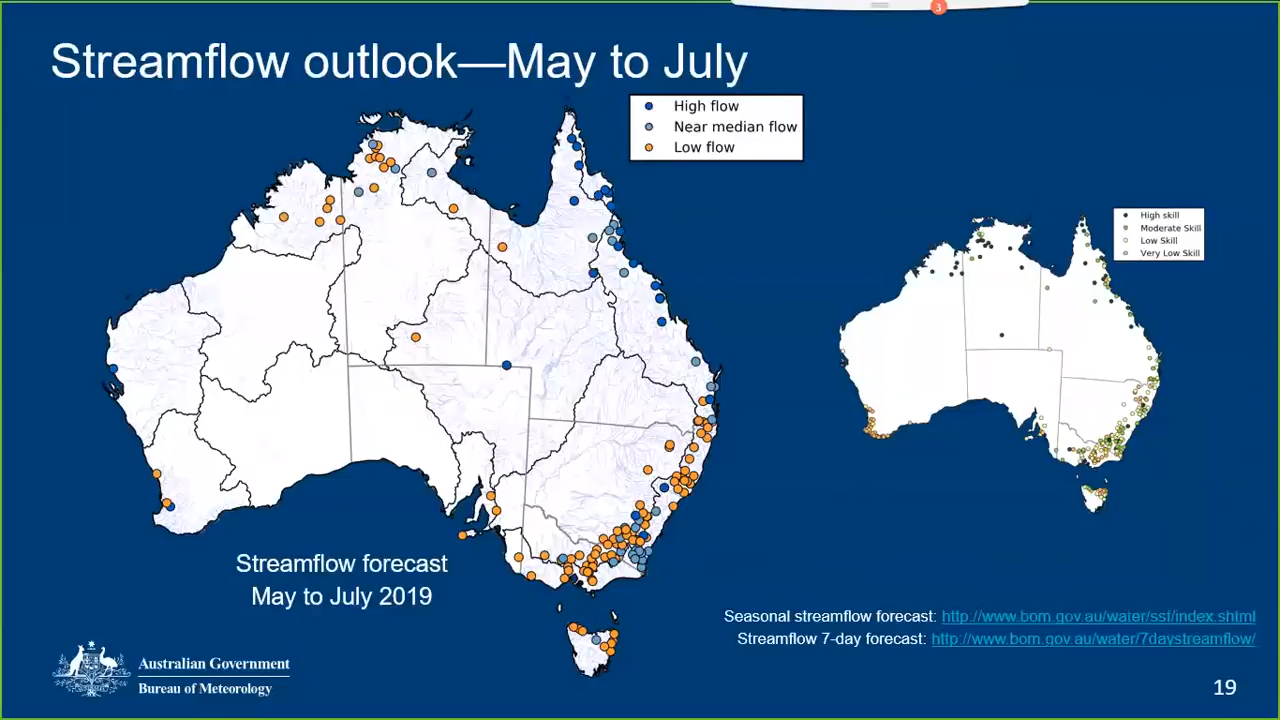 3
Streamflow outlook—May to July
High flow
Near median flow
Low flow
High skill
Moderate Skill
Low Skill
Very Low Skill
Streamflow forecast
May to July 2019
Seasonal streamflow forecast: http://www.bom.gov.au/water/ssf/index.shtml
Streamflow 7-day forecast: http://www.bom.gov.au/water/7daystreamflow/
Australian Government
Bureau of Meteorology
19